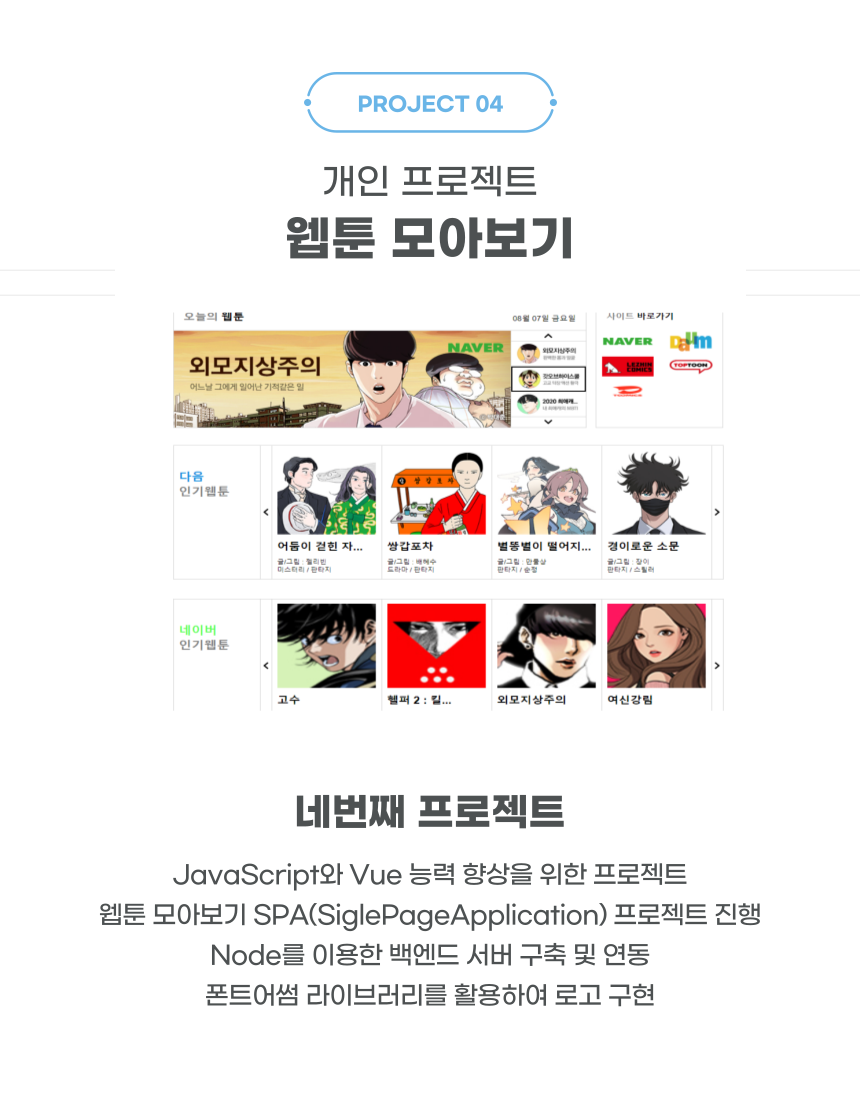 PROJECT 04
개인 프로젝트
웹툰 모아보기
오늘의 웹툰
08월 07일 금요일
사이트 바로가기
NAVER
외모지상주의
어느날 그에게 일어난 기적같은 일
외모지상주의
갓오브하이스쿨
2020 최애캐...
NAVER
Daum
LEZHIN COMICS
TOPTOON
다음
인기웹툰
어둠이 걷힌 자...
쌍갑포차
별똥별이 떨어지...
경이로운 소문
글/그림 : 젤리빈
글/그림 : 배혜수
글/그림 : 만물상
글/그림 : 장이
미스터리 / 판타지
드라마 / 판타지
판타지 / 순정
판타지 / 스릴러
네이버
인기웹툰
고수
헬퍼 2 : 킬...
외모지상주의
여신강림
네번째 프로젝트
JavaScript와 Vue 능력 향상을 위한 프로젝트
웹툰 모아보기 SPA(SiglePageApplication) 프로젝트 진행
Node를 이용한 백엔드 서버 구축 및 연동
폰트어썸 라이브러리를 활용하여 로고 구현